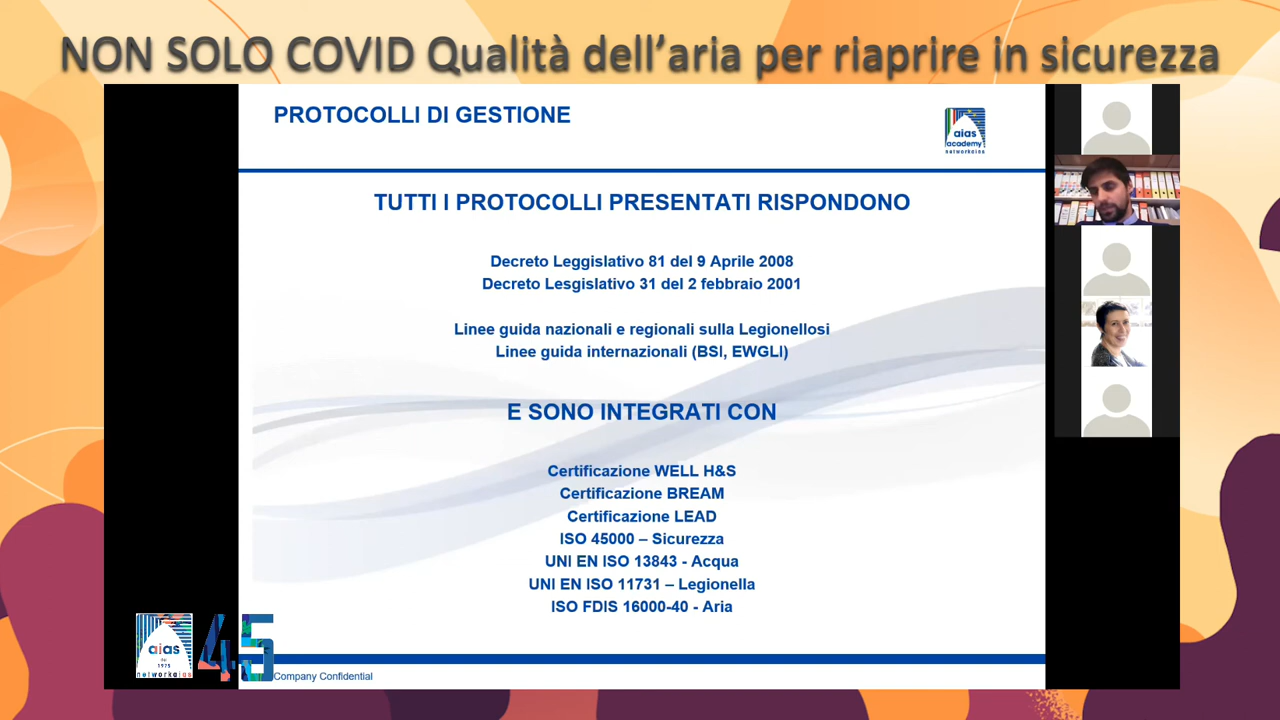 NON SOLO COVID Qualità dell'aria per riaprire in sicurezza
PROTOCOLLI DI GESTIONE
aias
academy
networkaias
TUTTI I PROTOCOLLI PRESENTATI RISPONDONO
Decreto Leggislativo 81 del 9 Aprile 2008
Decreto Lesgislativo 31 del 2 febbraio 2001
Linee guida nazionali e regionali sulla Legionellosi
Linee guida internazionali (BSI, EWGLI)
E SONO INTEGRATI CON
Certificazione WELL H&S
Certificazione BREAM
Certificazione LEAD
ISO 45000 – Sicurezza
UNI EN ISO 13843 - Acqua
UNI EN ISO 11731 – Legionella
ISO FDIS 16000-40 - Aria
aias
dal
1975
networkaias
45
Company Confidential